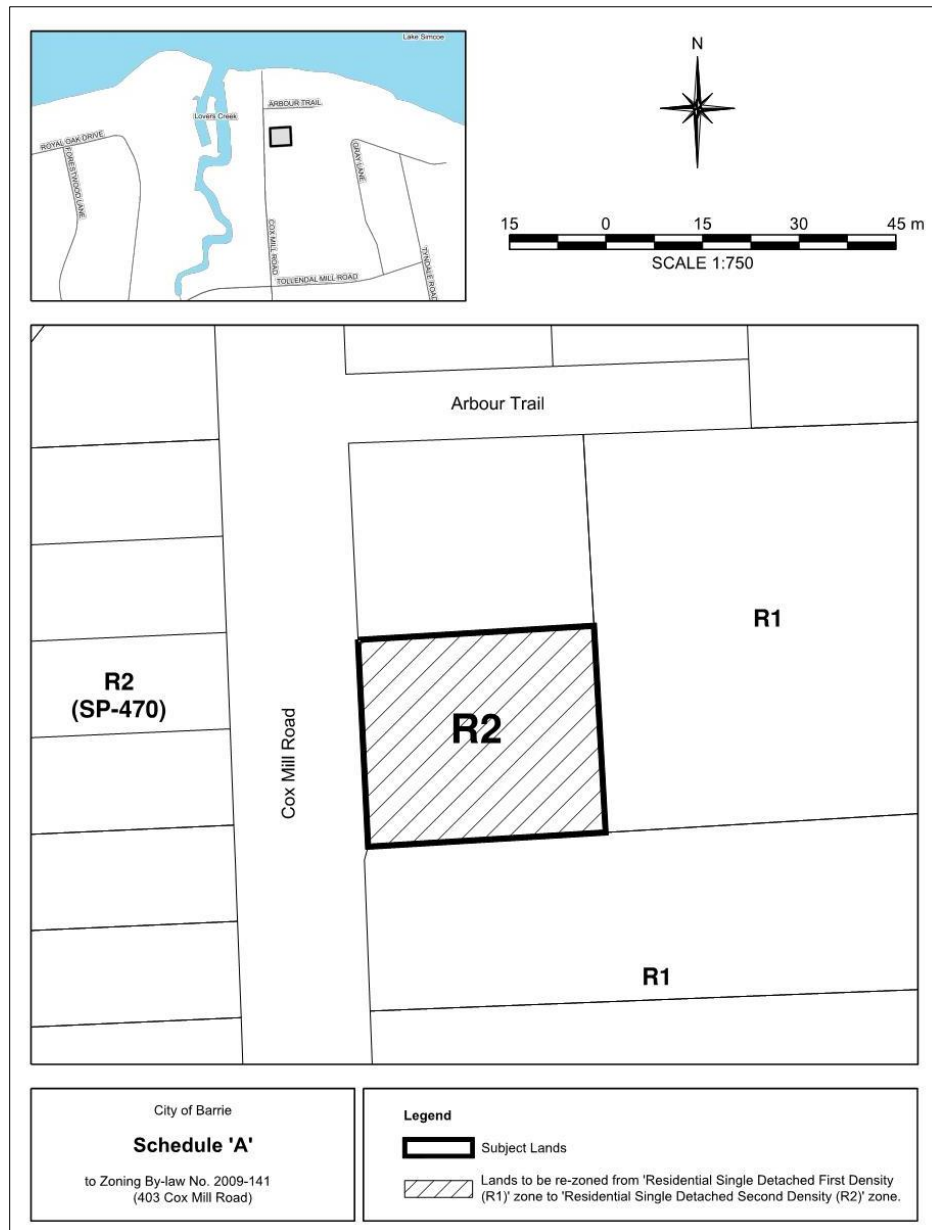 Lake Simcoe
ARBOUR TRAIL
Lovers Creek
ROYAL OAK DRIVE
FORESTWOOD LANE
GRAY LANE
COX MILL ROAD
TYNDALE ROAD
TOLLENDAL MILL ROAD
N
15 0 15 30 45 m
SCALE 1:750
Arbour Trail
R1
R2
(SP-470)
R2
Cox Mill Road
R1
City of Barrie
Schedule 'A'
to Zoning By-law No. 2009-141
(403 Cox Mill Road)
Legend
Subject Lands
Lands to be re-zoned from 'Residential Single Detached First Density
(R1)' zone to 'Residential Single Detached Second Density (R2)' zone.